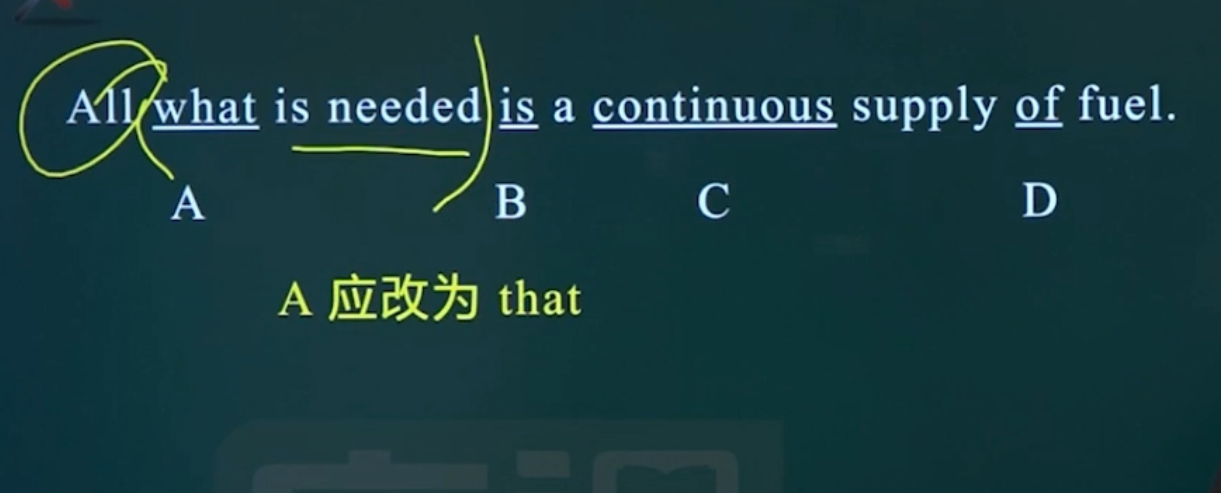 All what is needed is a continuous supply of fuel.
A B C D
A 应改为 that